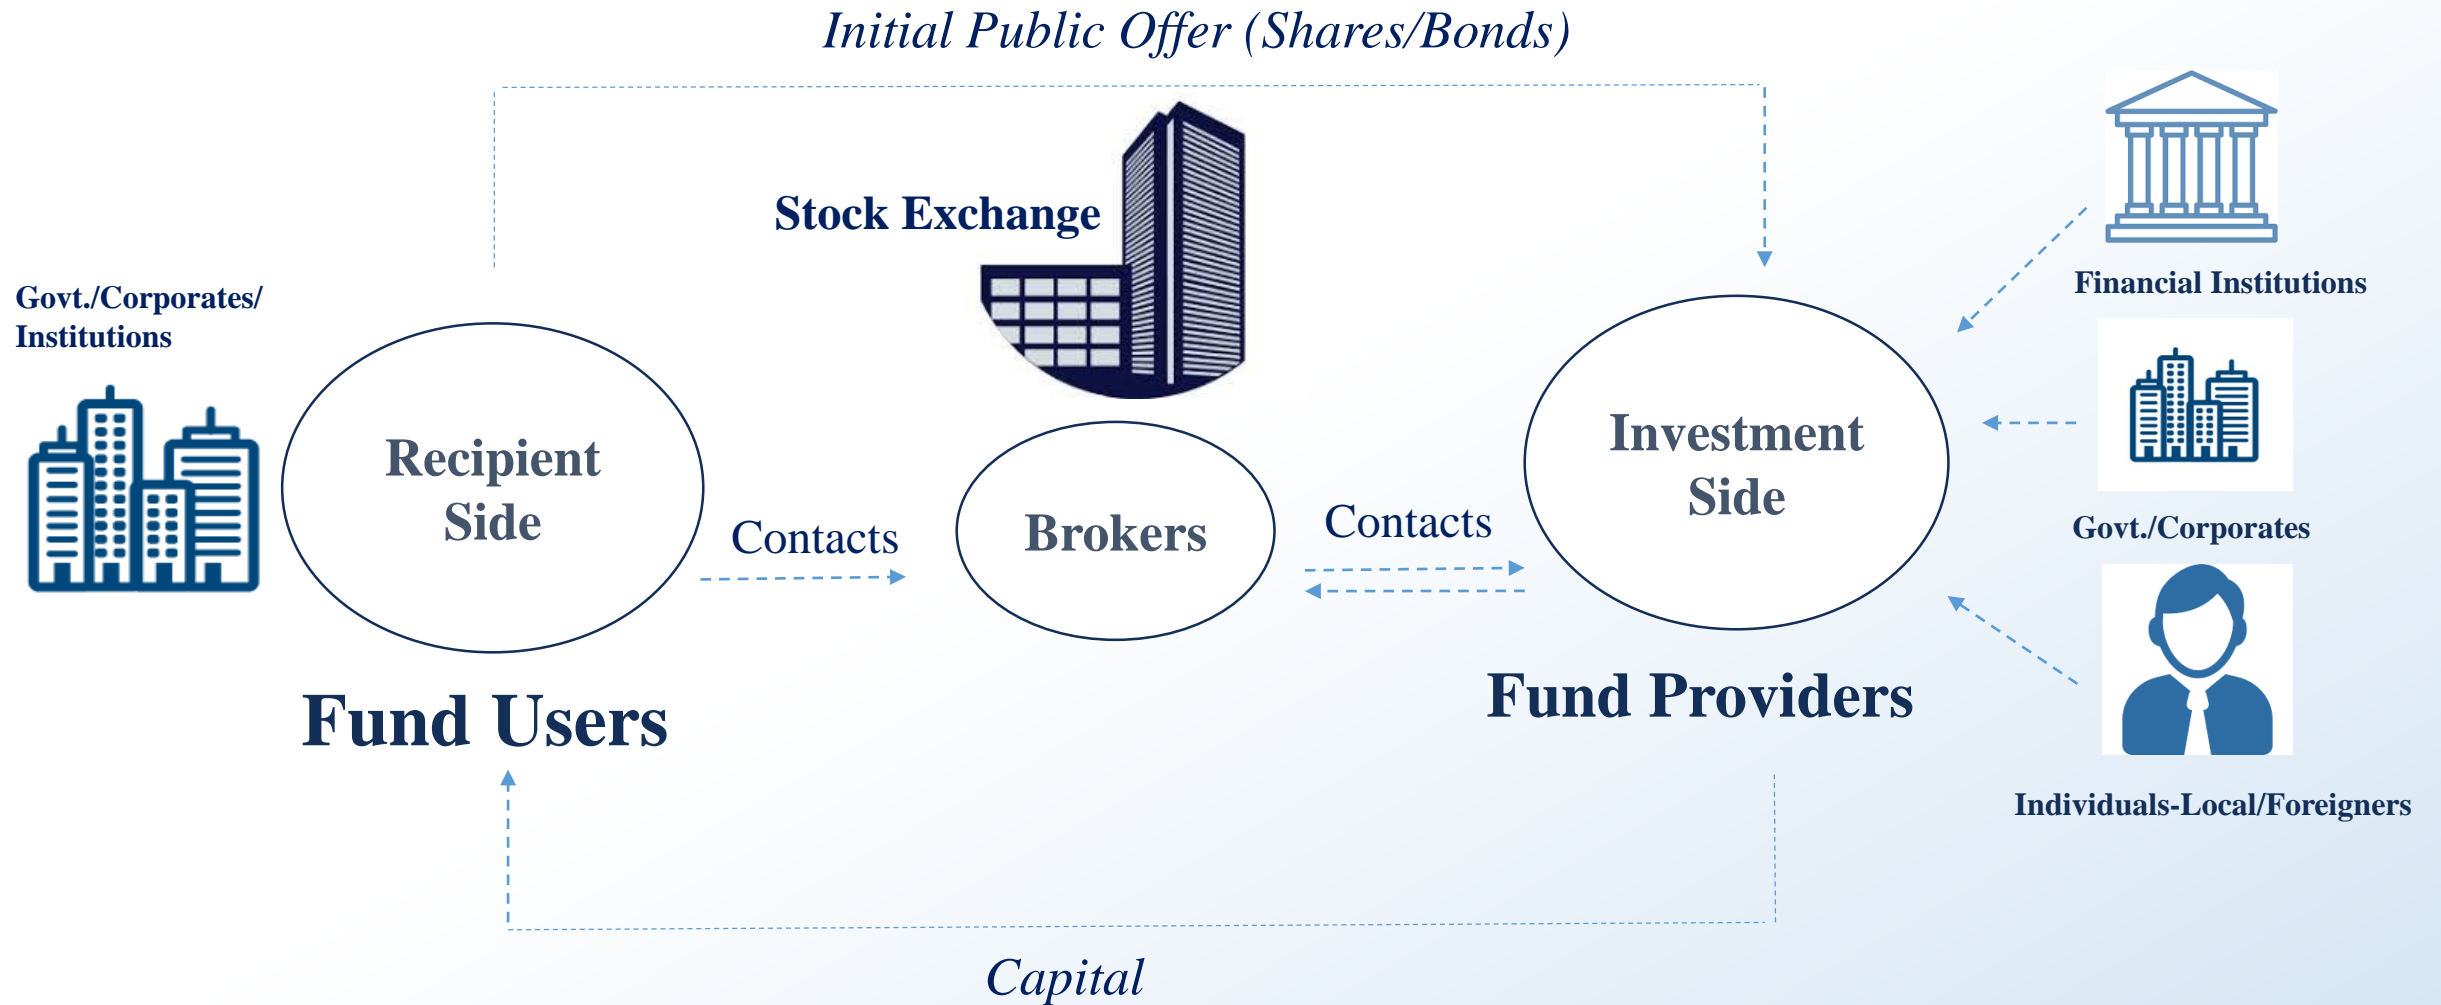 Initial Public Offer (Shares/Bonds)
Stock Exchange
Govt./Corporates/
Institutions
Recipient
Side
Contacts
Brokers
Contacts
Investment
Side
Financial Institutions
Govt./Corporates
Individuals-Local/Foreigners
Fund Users
Fund Providers
Capital